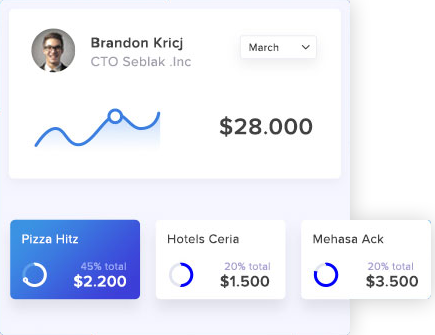 Brandon Kricj
CTO Seblak .Inc
March
$28.000
Pizza Hitz
45% total
$2.200
Hotels Ceria
20% total
$1.500
Mehasa Ack
20% total
$3.500